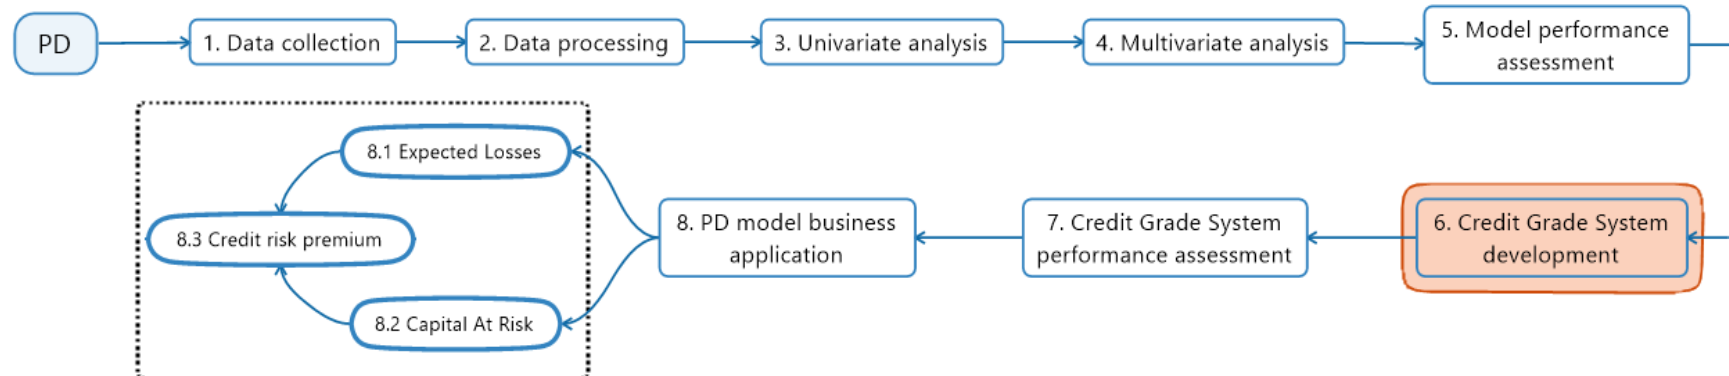 PD
1. Data collection
2. Data processing
3. Univariate analysis
4. Multivariate analysis
5. Model performance
assessment
6. Credit Grade System
development
7. Credit Grade System
performance assessment
8. PD model business
application
8.1 Expected Losses
8.2 Capital At Risk
8.3 Credit risk premium